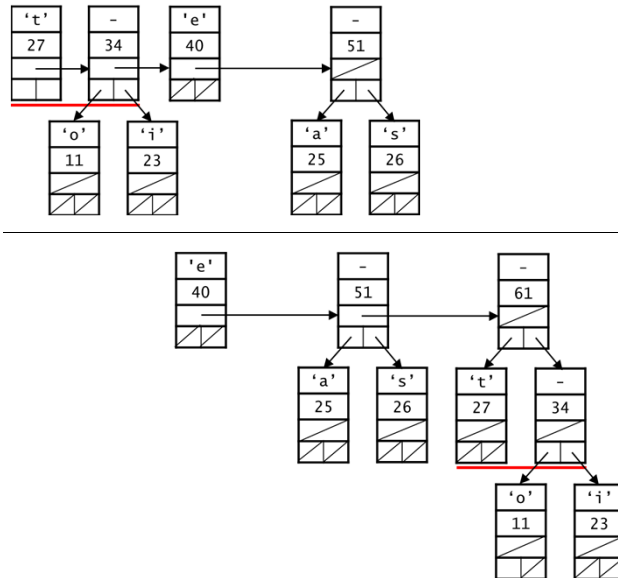 ‘t’ - 'e' -
27 34 40 51
‘o’ ‘i’ ‘a’ ‘s’
11 23 25 26
'e' - -
40 51 61
‘a’ ‘s’ ‘t’ -
25 26 27 34
‘o’ ‘i’
11 23